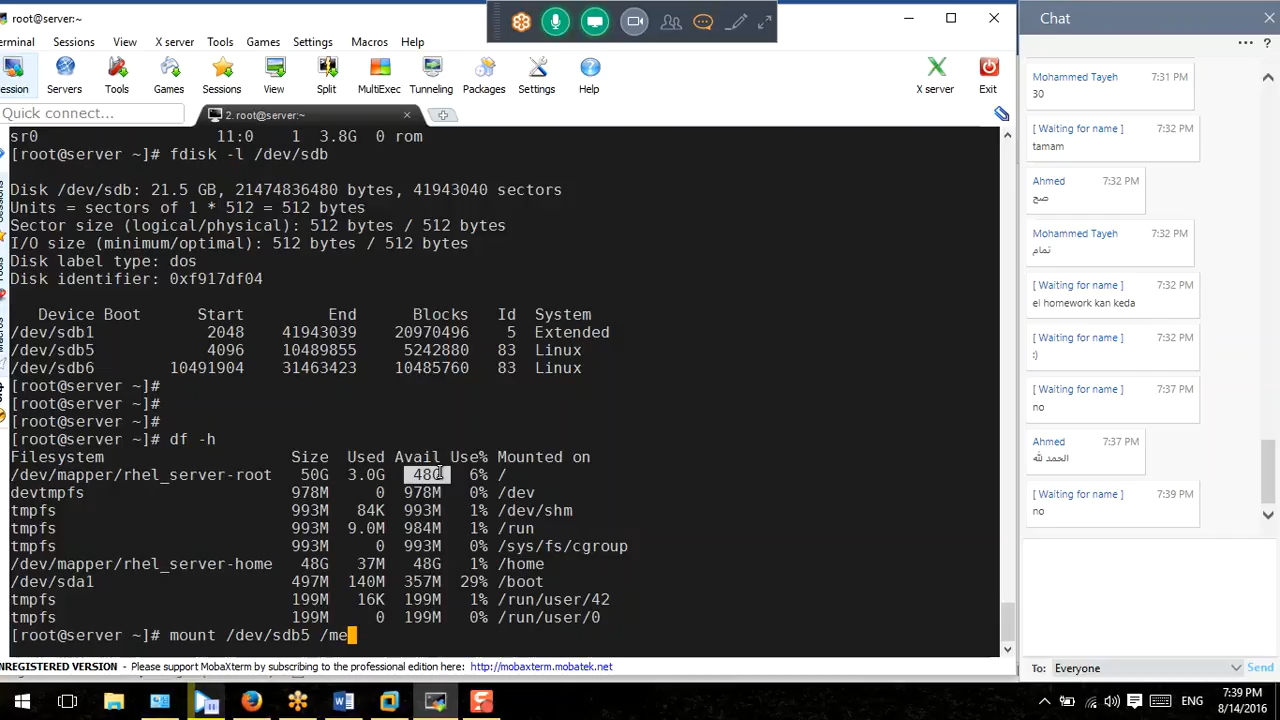 root@server:~
erminal Sessions View X server Tools Games Settings Macros Help
ession Servers Tools Games Sessions View Split MultiExec Tunneling Packages Settings Help X server Exit
Quick connect...
2. root@server:~
sr0 11:0 1 3.8G 0 rom
[root@server ~]# fdisk -l /dev/sdb
Disk /dev/sdb: 21.5 GB, 21474836480 bytes, 41943040 sectors
Units = sectors of 1 * 512 = 512 bytes
Sector size (logical/physical): 512 bytes / 512 bytes
I/O size (minimum/optimal): 512 bytes / 512 bytes
Disk label type: dos
Disk identifier: 0xf917df04
Device Boot Start End Blocks Id System
/dev/sdb1 2048 41943039 20970496 5 Extended
/dev/sdb5 4096 10489855 5242880 83 Linux
/dev/sdb6 10491904 31463423 10485760 83 Linux
[root@server ~]#
[root@server ~]#
[root@server ~]#
[root@server ~]# df -h
Filesystem Size Used Avail Use% Mounted on
/dev/mapper/rhel_server-root 50G 3.0G 48G 6% /
devtmpfs 978M 0 978M 0% /dev
tmpfs 993M 84K 993M 1% /dev/shm
tmpfs 993M 9.0M 984M 1% /run
tmpfs 993M 0 993M 0% /sys/fs/cgroup
/dev/mapper/rhel_server-home 48G 37M 48G 1% /home
/dev/sda1 497M 140M 357M 29% /boot
tmpfs 199M 16K 199M 1% /run/user/42
tmpfs 199M 0 199M 0% /run/user/0
[root@server ~]# mount /dev/sdb5 /me
NREGISTERED VERSION - Please support MobaXterm by subscribing to the professional edition here: http://mobaxterm.mobatek.net
Chat
?
Mohammed Tayeh 7:31 PM
30
[ Waiting for name ] 7:32 PM
tamam
Ahmed 7:32 PM
صح
Mohammed Tayeh 7:32 PM
تمام
[ Waiting for name ] 7:32 PM
el homework kan keda
[ Waiting for name ] 7:32 PM
:)
[ Waiting for name ] 7:37 PM
no
Ahmed 7:37 PM
الحمد لله
[ Waiting for name ] 7:39 PM
no
To: Everyone Send
7:39 PM
8/14/2016